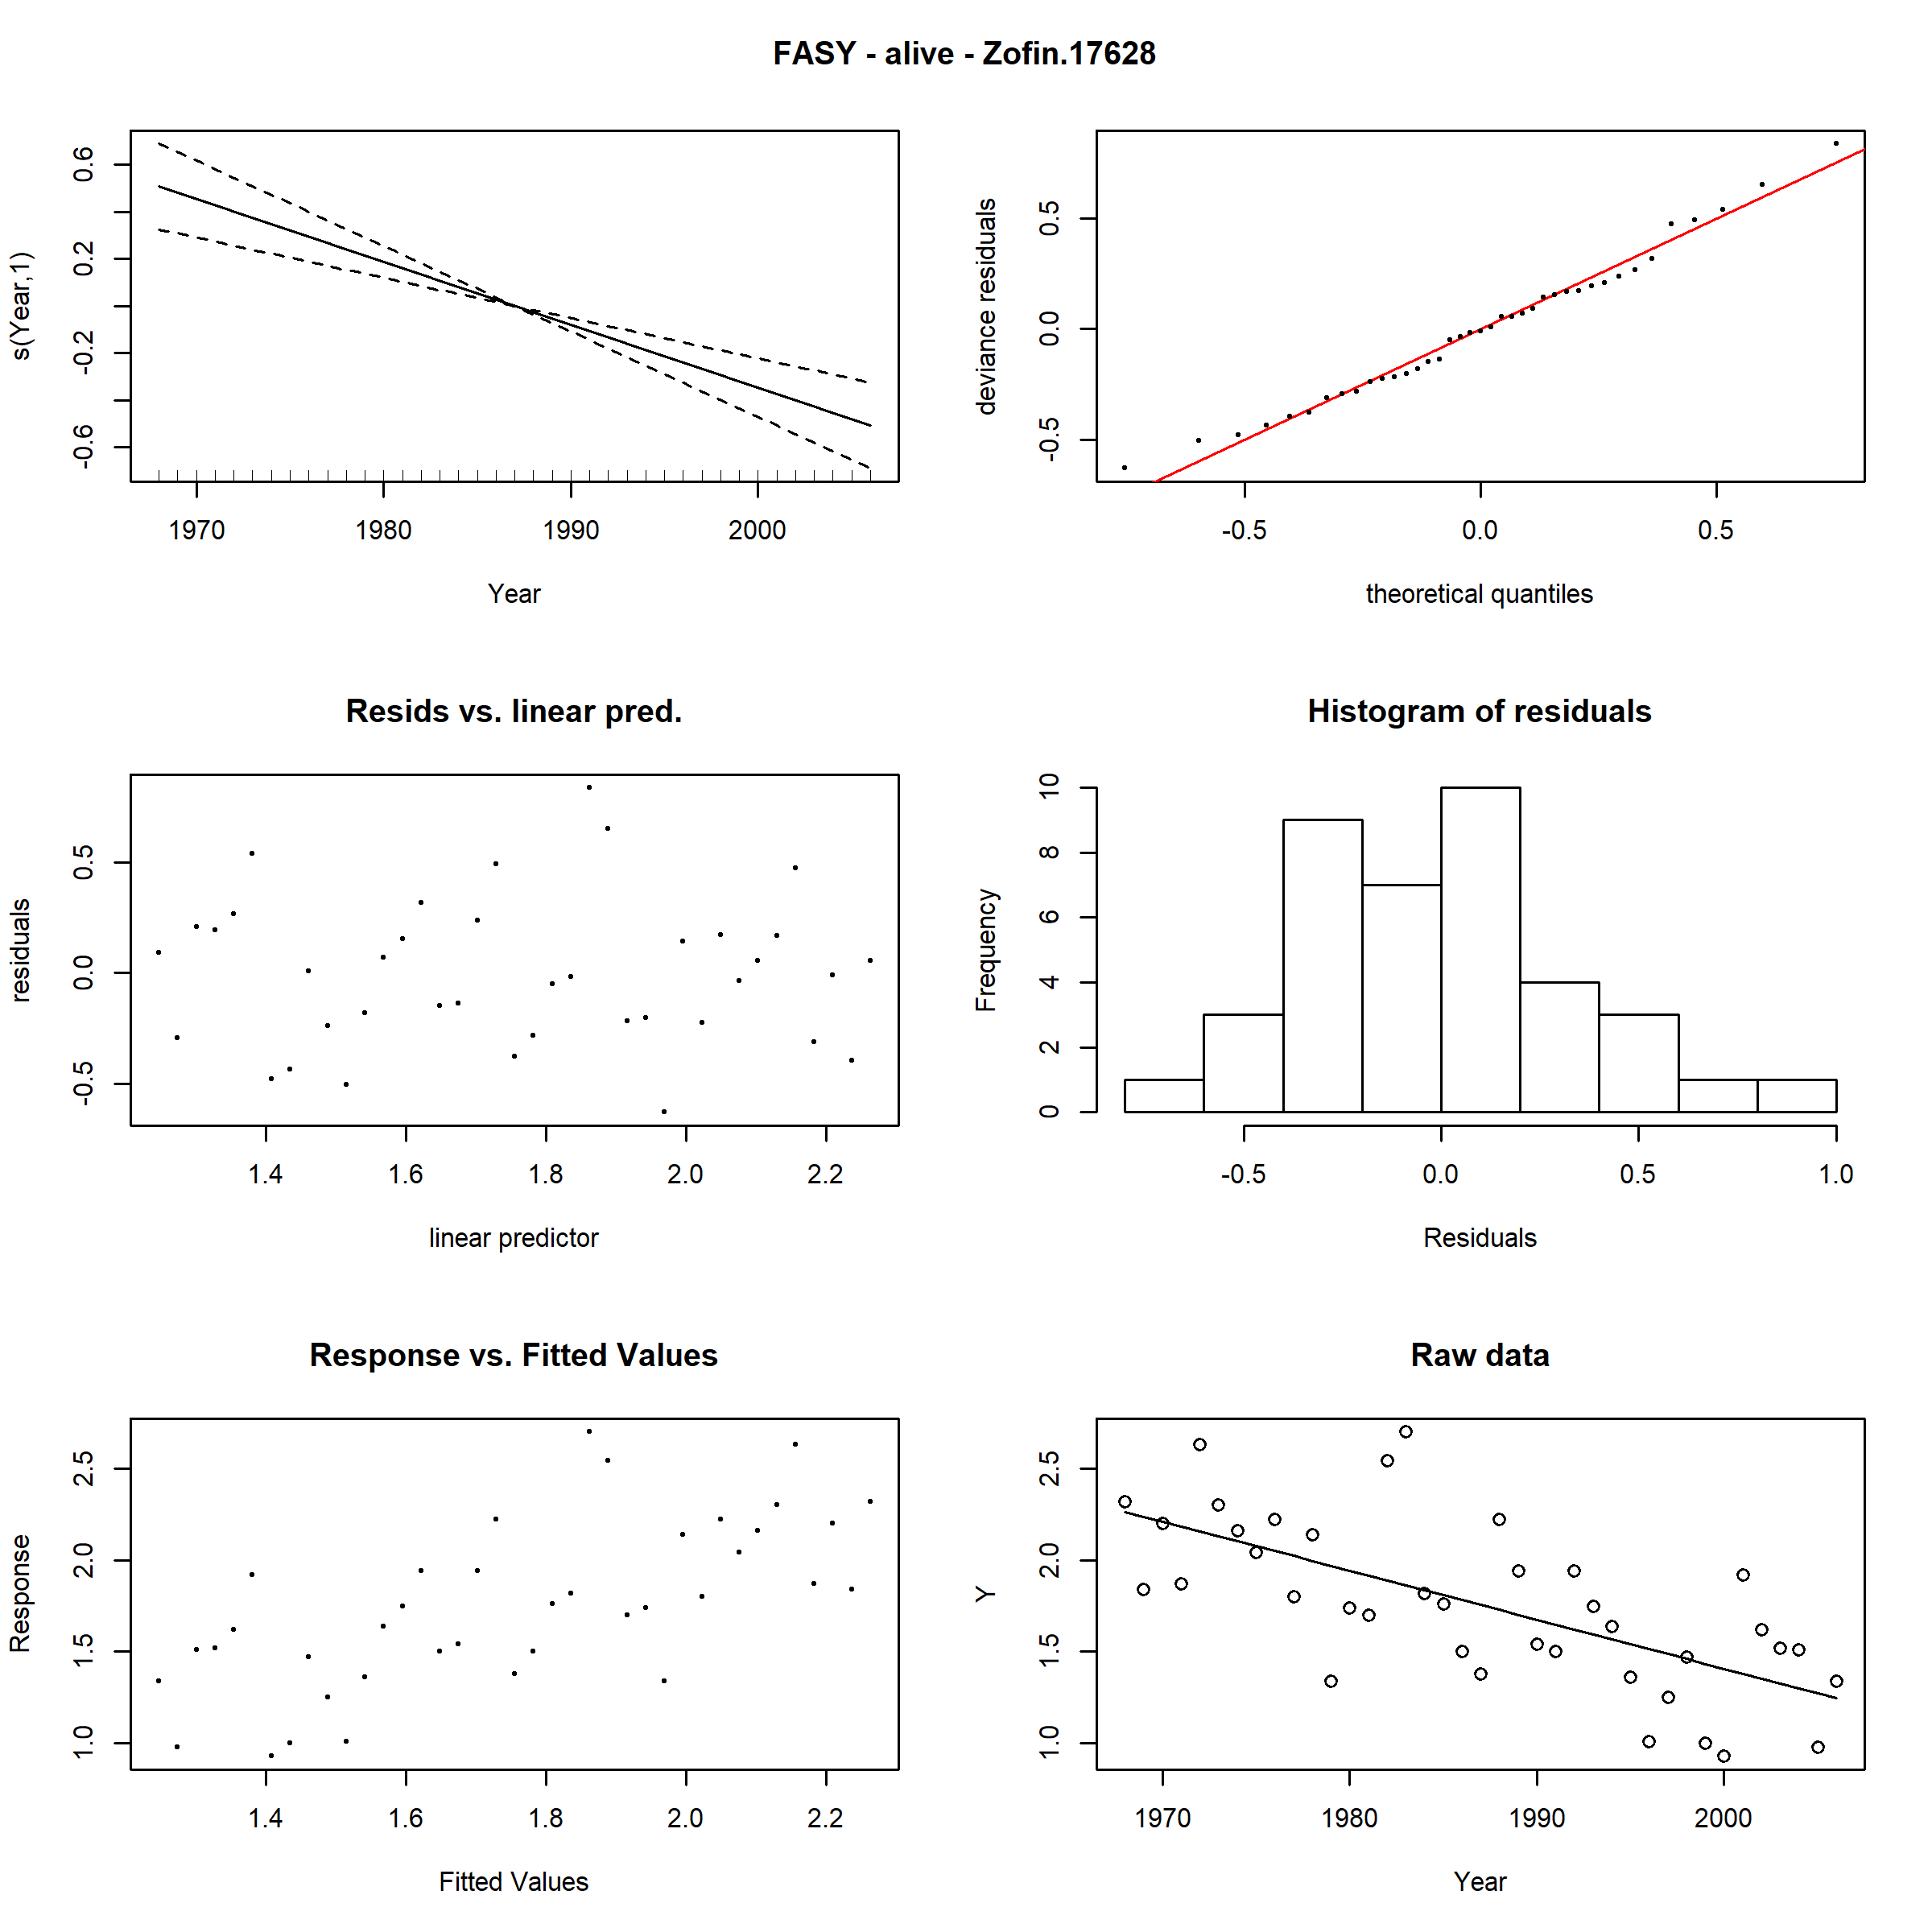 FASY - alive - Zofin.17628
0.6
0.2
-0.2
-0.6
s(Year,1)
1970 1980 1990 2000
Year
0.5
0.0
-0.5
deviance residuals
-0.5 0.0 0.5
theoretical quantiles
Resids vs. linear pred.
0.5
0.0
-0.5
residuals
1.4 1.6 1.8 2.0 2.2
linear predictor
Histogram of residuals
10
8
6
4
2
0
Frequency
-0.5 0.0 0.5 1.0
Residuals
Response vs. Fitted Values
2.5
2.0
1.5
1.0
Response
1.4 1.6 1.8 2.0 2.2
Fitted Values
Raw data
2.5
2.0
1.5
1.0
Y
1970 1980 1990 2000
Year